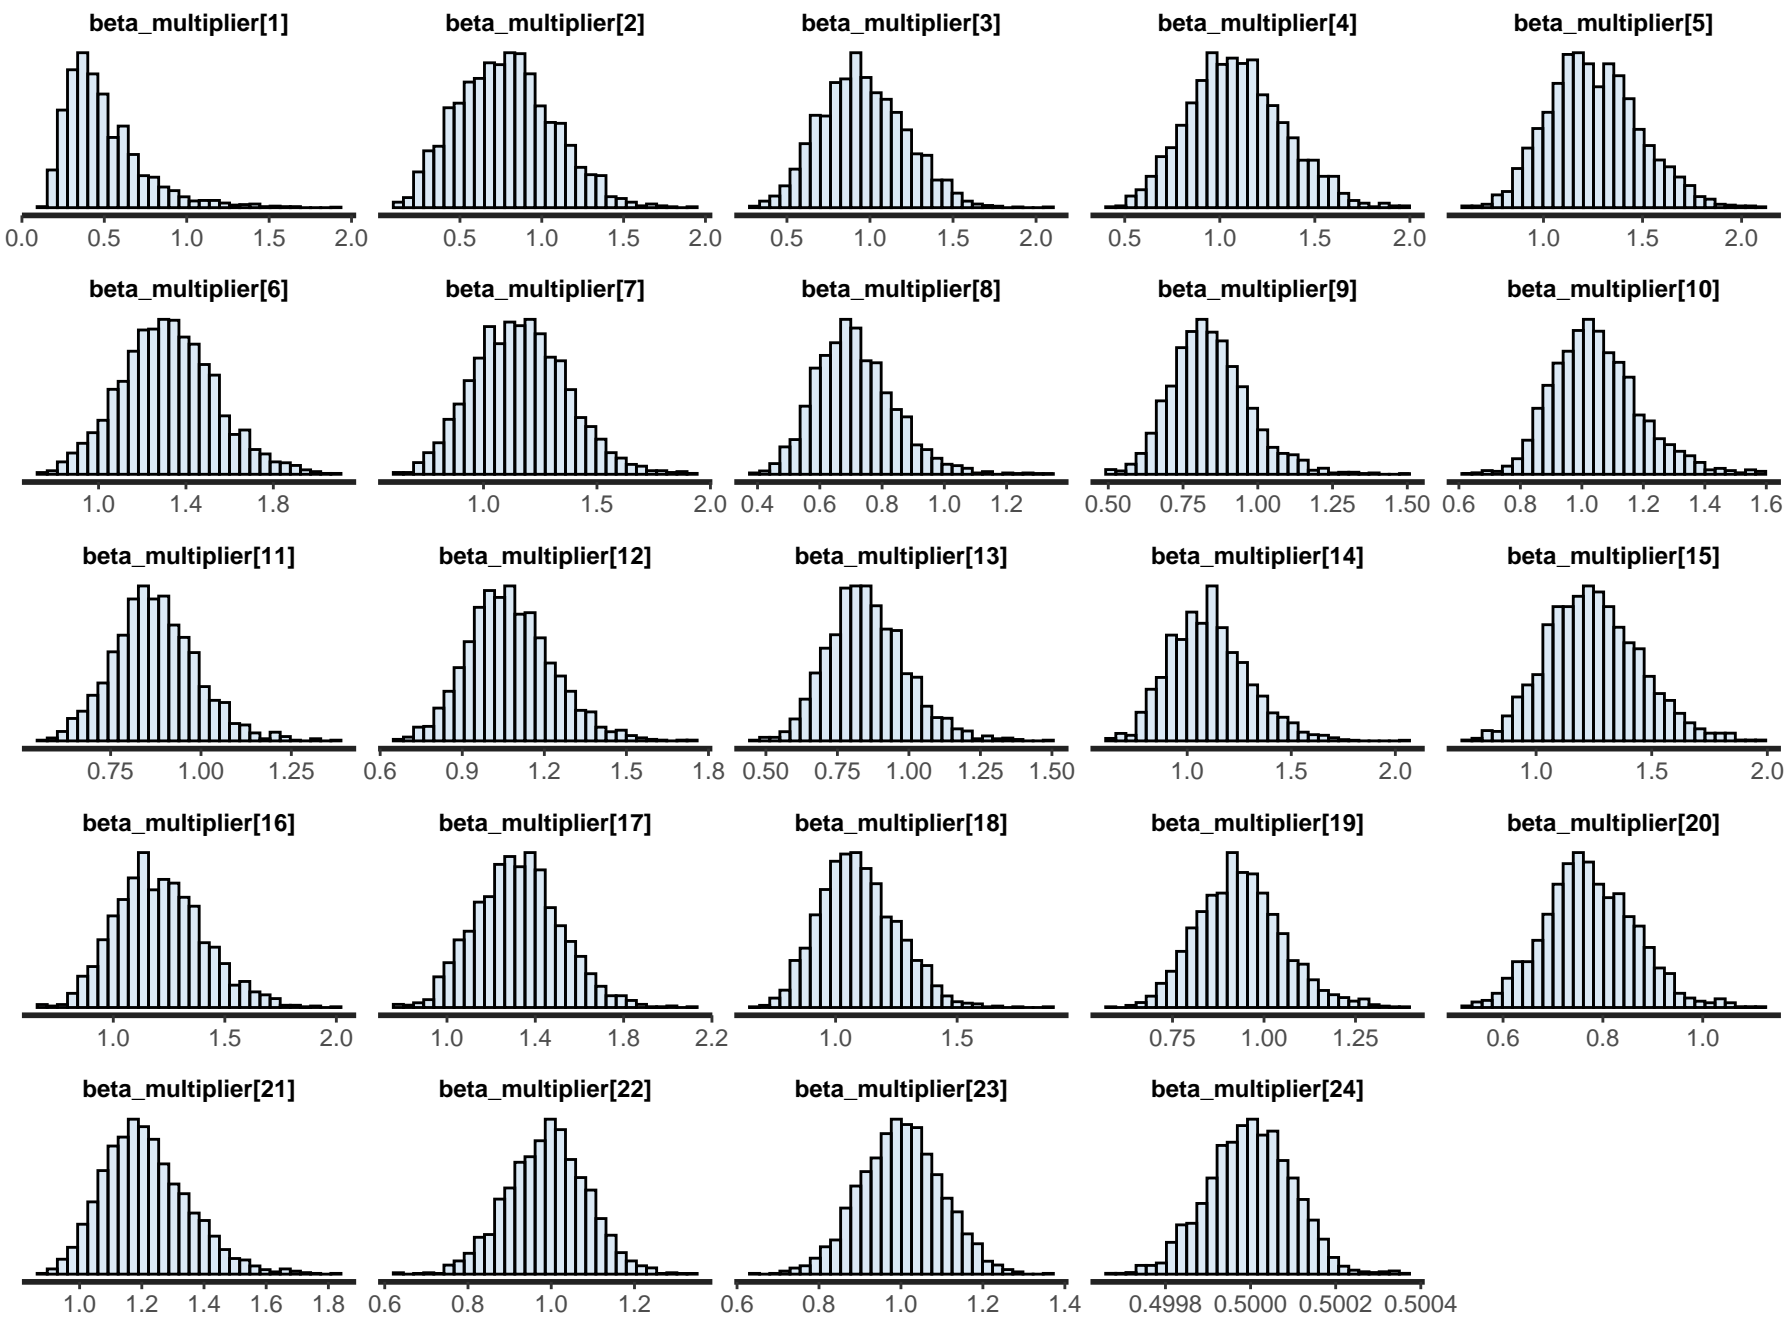 beta_multiplier[1] beta_multiplier[2] beta_multiplier[3] beta_multiplier[4] beta_multiplier[5]
0.0 0.5 1.0 1.5 2.0 0.5 1.0 1.5 2.0 0.5 1.0 1.5 2.0 0.5 1.0 1.5 2.0 1.0 1.5 2.0
beta_multiplier[6] beta_multiplier[7] beta_multiplier[8] beta_multiplier[9] beta_multiplier[10]
1.0 1.4 1.8 1.0 1.5 2.0 0.4 0.6 0.8 1.0 1.2 0.50 0.75 1.00 1.25 1.50 0.6 0.8 1.0 1.2 1.4 1.6
beta_multiplier[11] beta_multiplier[12] beta_multiplier[13] beta_multiplier[14] beta_multiplier[15]
0.75 1.00 1.25 0.6 0.9 1.2 1.5 1.8 0.50 0.75 1.00 1.25 1.50 1.0 1.5 2.0 1.0 1.5 2.0
beta_multiplier[16] beta_multiplier[17] beta_multiplier[18] beta_multiplier[19] beta_multiplier[20]
1.0 1.5 2.0 1.0 1.4 1.8 2.2 1.0 1.5 0.75 1.00 1.25 0.6 0.8 1.0
beta_multiplier[21] beta_multiplier[22] beta_multiplier[23] beta_multiplier[24]
1.0 1.2 1.4 1.6 1.8 0.6 0.8 1.0 1.2 0.6 0.8 1.0 1.2 1.4 0.4998 0.5000 0.5002 0.5004